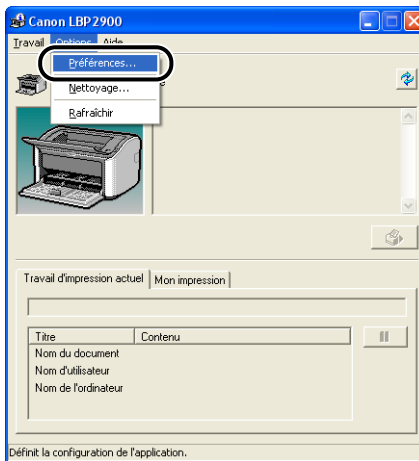 Canon LBP2900
Travail Options Aide
Préférences...
Nettoyage...
Rafraîchir
Travail d'impression actuel Mon impression
Titre Contenu
Nom du document
Nom d'utilisateur
Nom de l'ordinateur
Définit la configuration de l'application.